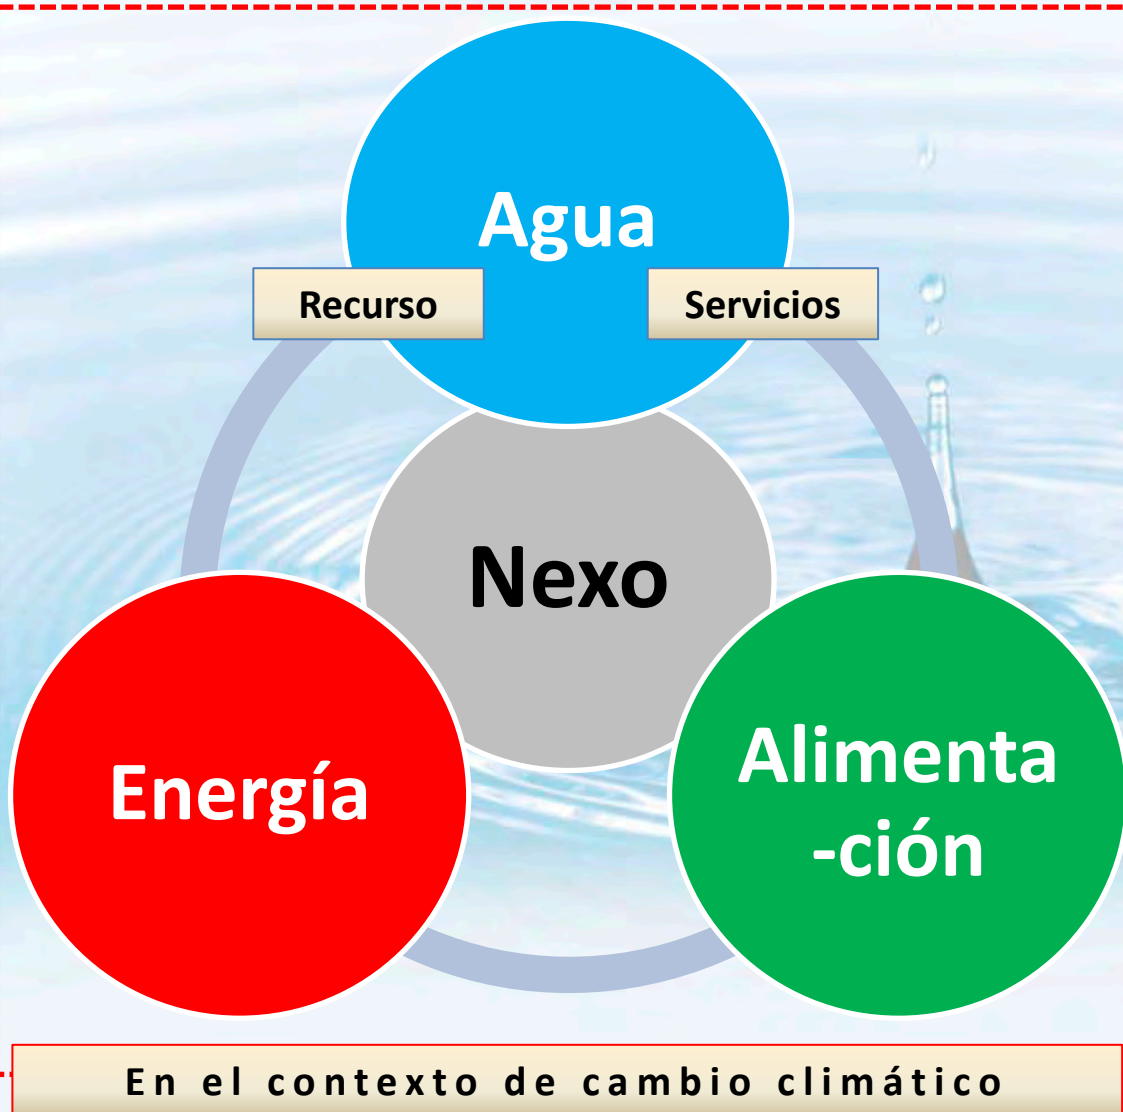 Agua
Recurso
Servicios
Nexo
Energía
Alimenta
-ción
En el contexto de cambio climático